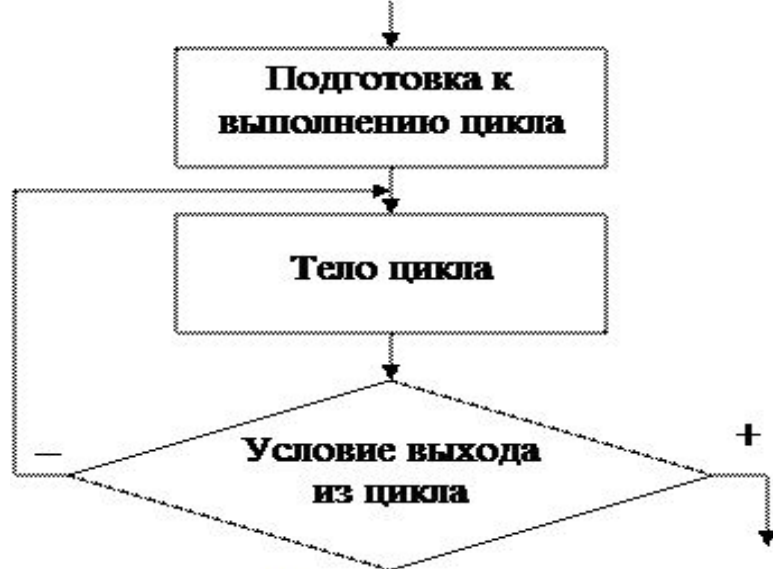 Подготовка к
выполнению цикла
Тело цикла
Условие выхода
из цикла
–
+